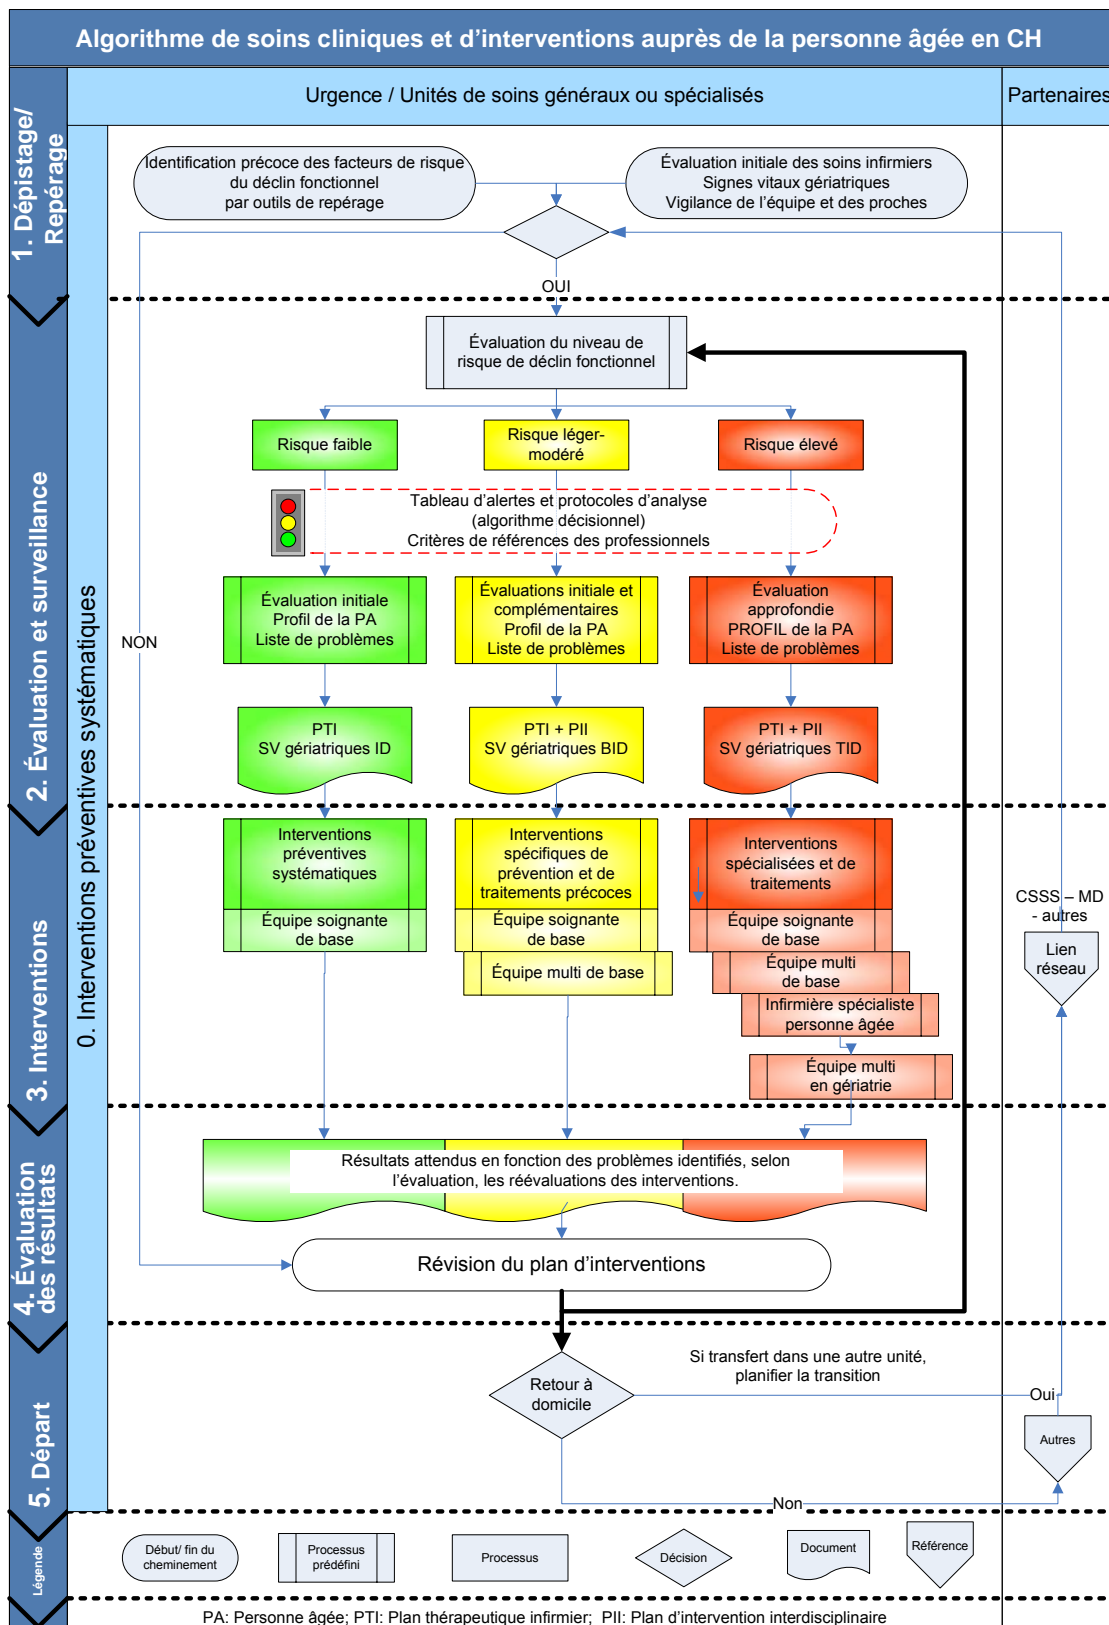 Algorithme de soins cliniques et d'interventions auprès de la personne âgée en CH
Urgence / Unités de soins généraux ou spécialisés
Partenaires
1. Dépistage/
Repérage
0. Interventions préventives systématiques
Identification précoce des facteurs de risque
du déclin fonctionnel
par outils de repérage
Évaluation initiale des soins infirmiers
Signes vitaux gériatriques
Vigilance de l'équipe et des proches
OUI
NON
2. Évaluation et surveillance
Évaluation du niveau de
risque de déclin fonctionnel
Risque faible
Risque léger-
modéré
Risque élevé
Tableau d'alertes et protocoles d'analyse
(algorithme décisionnel)
Critères de références des professionnels
Évaluation initiale
Profil de la PA
Liste de problèmes
Évaluations initiale et
complémentaires
Profil de la PA
Liste de problèmes
Évaluation
approfondie
PROFIL de la PA
Liste de problèmes
PTI
SV gériatriques ID
PTI + PII
SV gériatriques BID
PTI + PII
SV gériatriques TID
3. Interventions
Interventions
préventives
systématiques
Équipe soignante
de base
Interventions
spécifiques de
prévention et de
traitements précoces
Équipe soignante
de base
Équipe multi de base
Interventions
spécialisées et de
traitements
Équipe soignante
de base
Équipe multi
de base
Infirmière spécialiste
personne âgée
Équipe multi
en gériatrie
CSSS – MD
- autres
Lien
réseau
4. Évaluation
des résultats
Résultats attendus en fonction des problèmes identifiés, selon
l'évaluation, les réévaluations des interventions.
Révision du plan d'interventions
5. Départ
Retour à
domicile
Si transfert dans une autre unité,
planifier la transition
Oui
Autres
Non
Légende
Début/ fin du
cheminement
Processus
prédéfini
Processus
Décision
Document
Référence
PA: Personne âgée; PTI: Plan thérapeutique infirmier; PII: Plan d'intervention interdisciplinaire